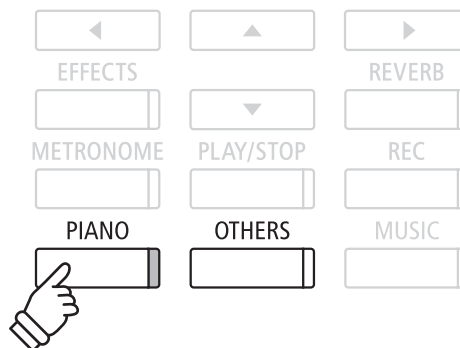 EFFECTS REVERB
METRONOME PLAY/STOP REC
PIANO OTHERS MUSIC